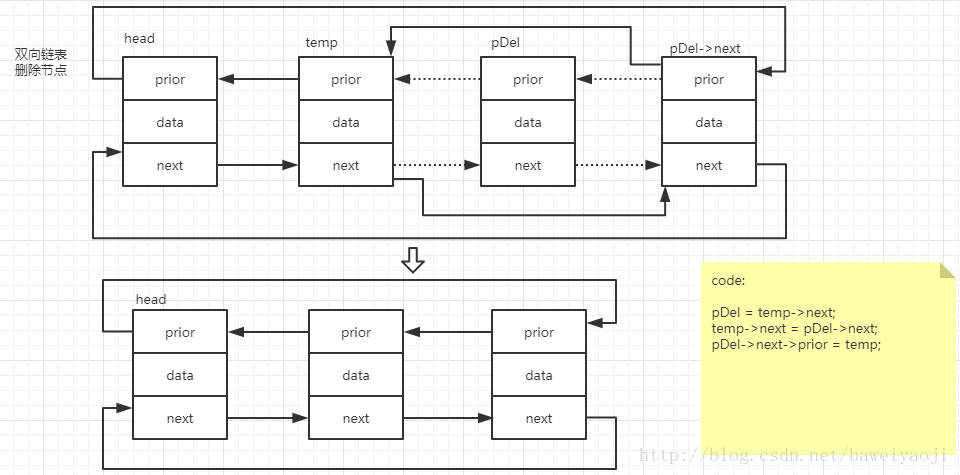 双向链表
删除节点
head
temp
pDel
pDel->next
prior
prior
prior
prior
data
data
data
data
next
next
next
next
head
prior
prior
prior
data
data
data
next
next
next
code:
pDel = temp->next;
temp->next = pDel->next;
pDel->next->prior = temp;
http://blog.csdn.net/baweiyaoji